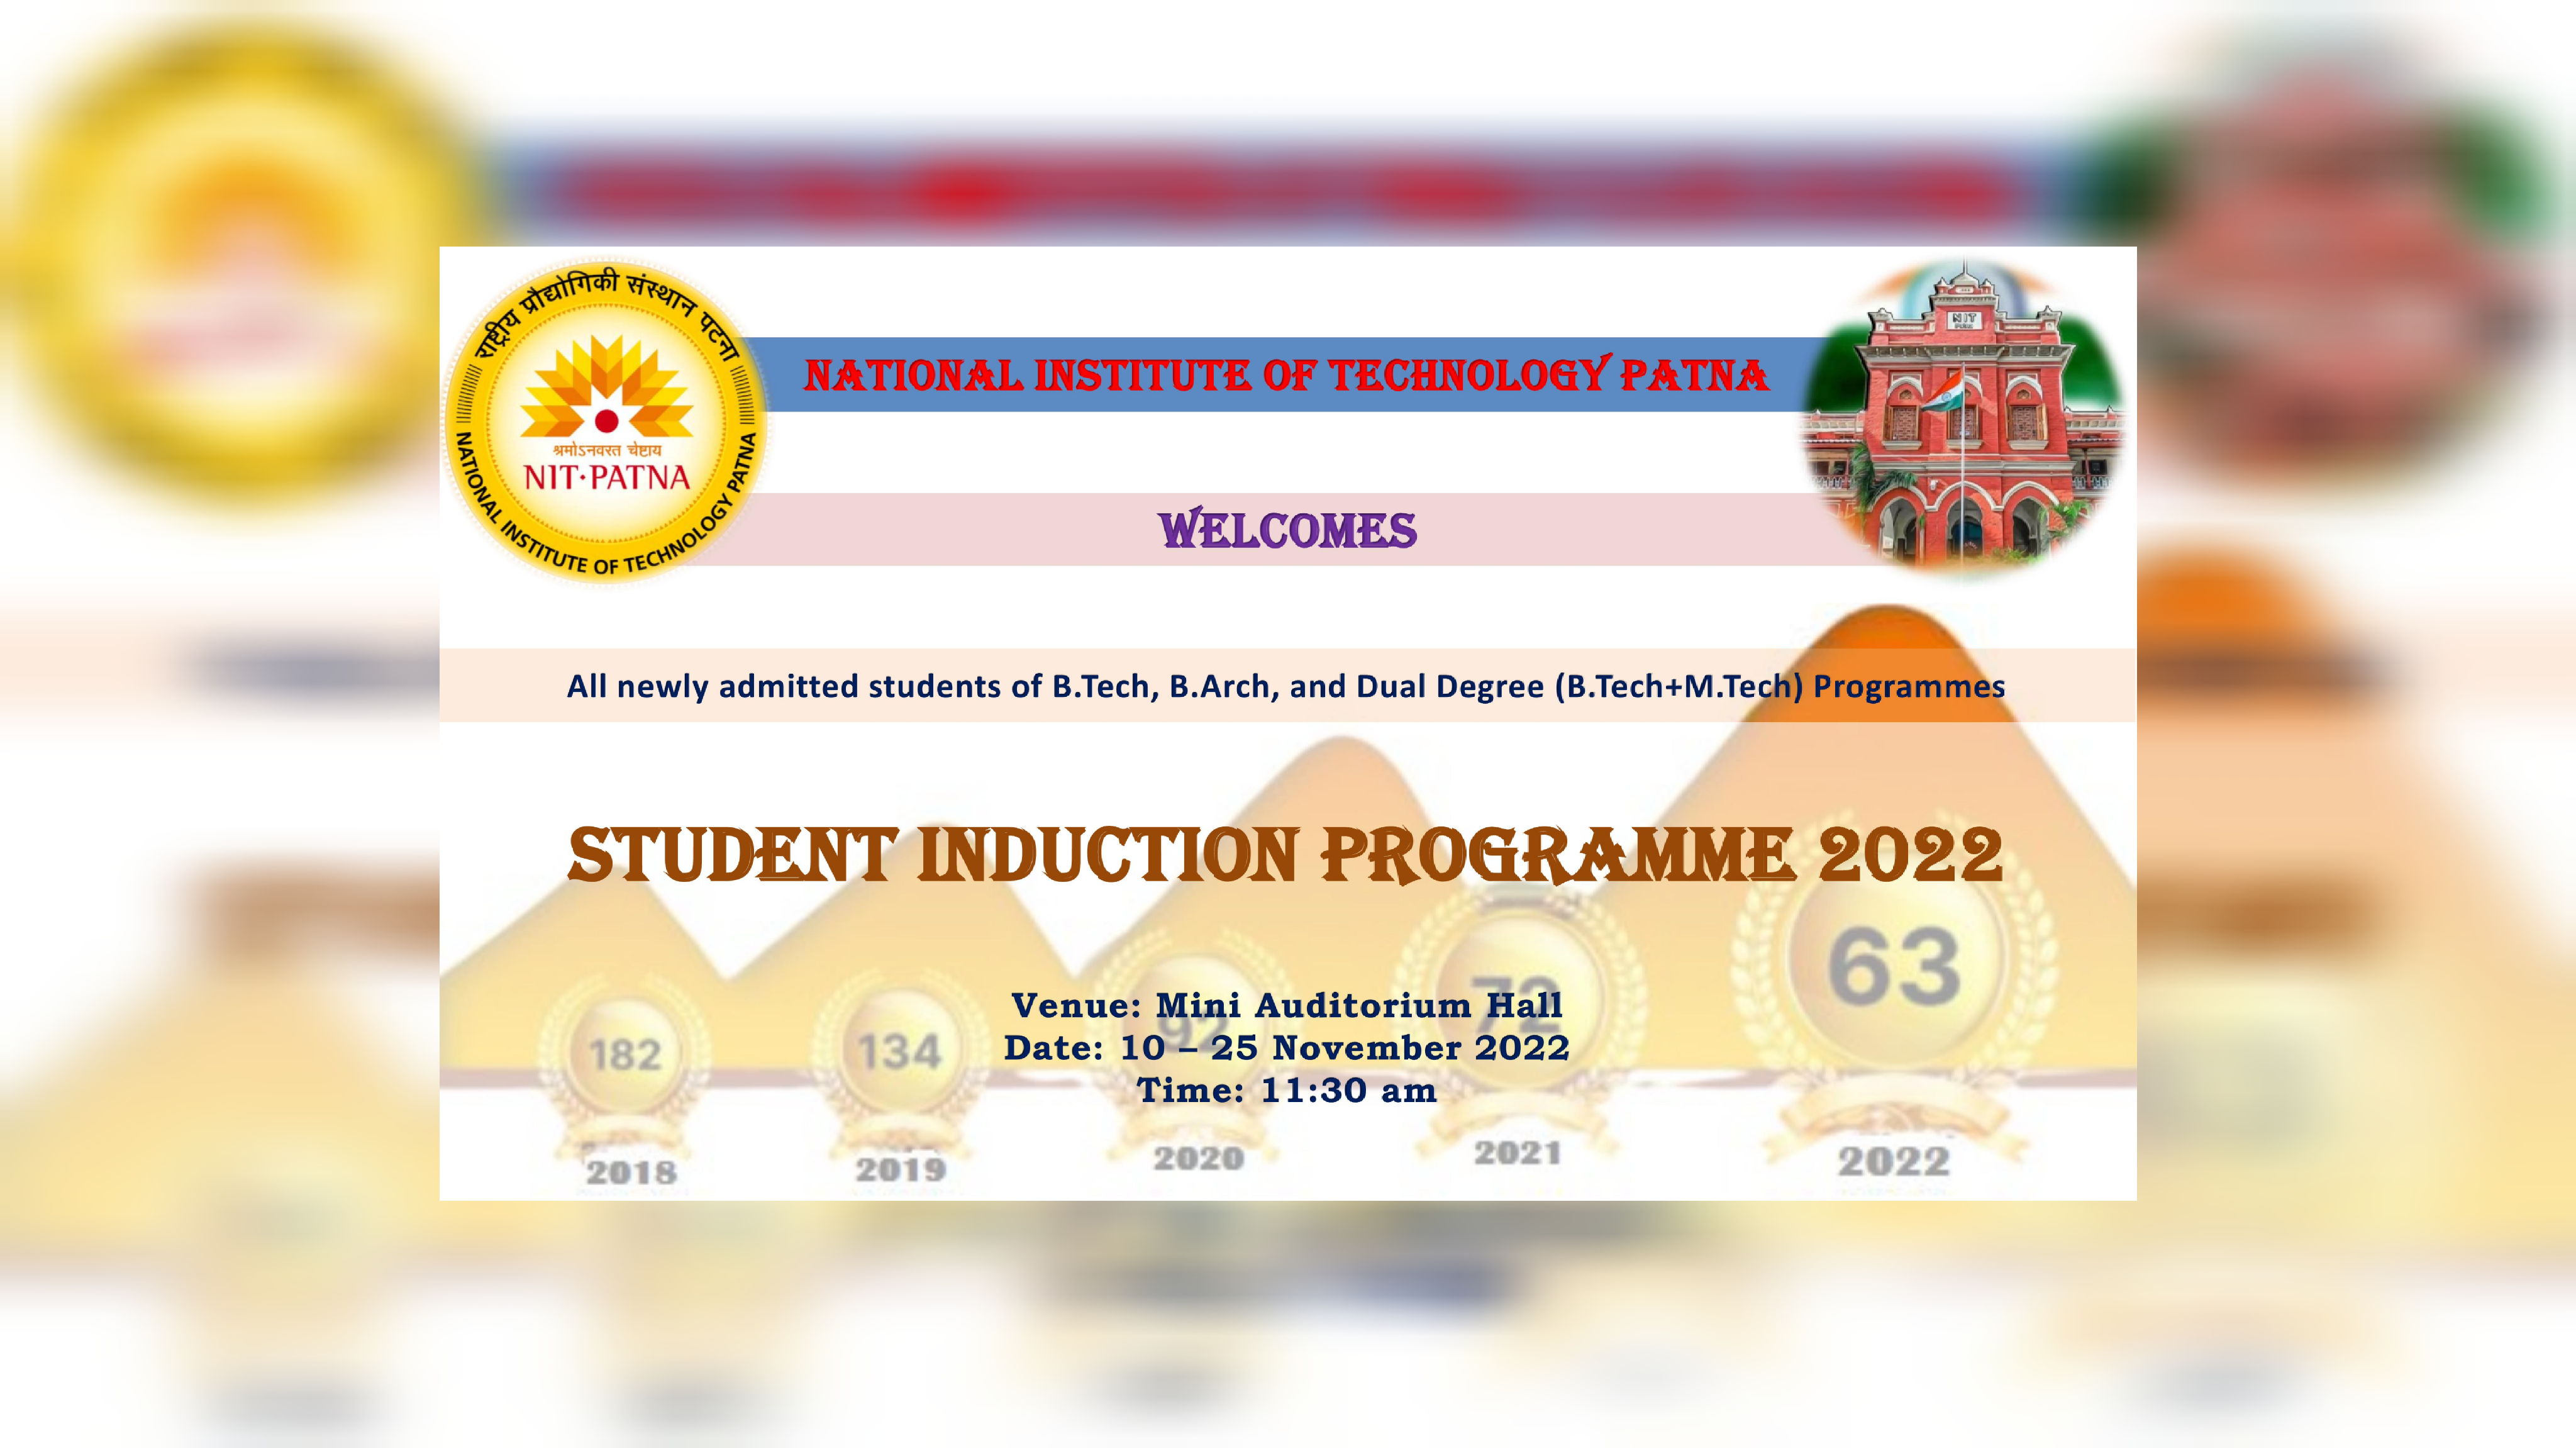 राष्ट्रीय प्रौद्योगिकी संस्थान पटना
श्रमोऽनवरत चेष्टाय
NIT·PATNA
NATIONAL INSTITUTE OF TECHNOLOGY PATNA
NATIONAL INSTITUTE OF TECHNOLOGY PATNA
NIT
WELCOMES
All newly admitted students of B.Tech, B.Arch, and Dual Degree (B.Tech+M.Tech) Programmes
STUDENT INDUCTION PROGRAMME 2022
Venue: Mini Auditorium Hall
Date: 10 – 25 November 2022
Time: 11:30 am
182
134
92
72
63
2018
2019
2020
2021
2022